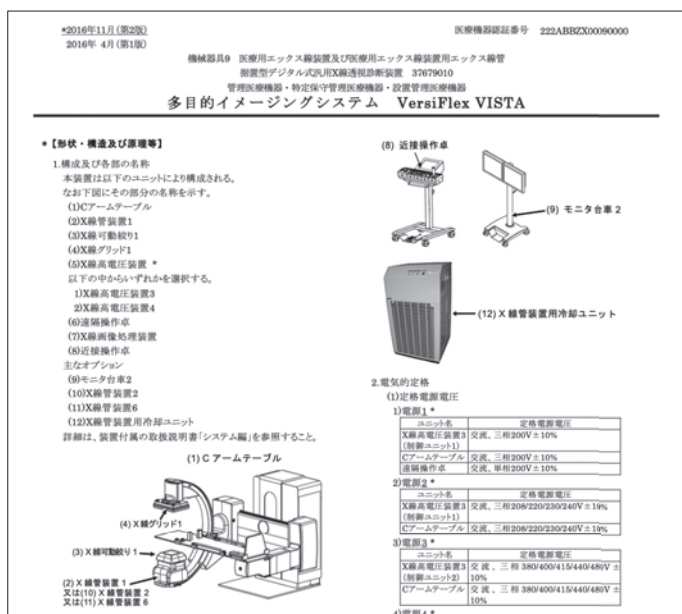 *2016年11月(第2版)
2016年 4月(第1版)
医療機器認証番号 222ABBZX00090000
機械器具9 医療用エックス線装置及び医療用エックス線装置用エックス線管
据置型デジタル式汎用X線透視診断装置 37679010
管理医療機器・特定保守管理医療機器・設置管理医療機器
多目的イメージングシステム VersiFlex VISTA
*【形状・構造及び原理等】
1.構成及び各部の名称
本装置は以下のユニットにより構成される。
なお下図にその部分の名称を示す。
(1)Cアームテーブル
(2)X線管装置1
(3)X線可動絞り1
(4)X線グリッド1
(5)X線高電圧装置 *
以下の中からいずれかを選択する。
1)X線高電圧装置3
2)X線高電圧装置4
(6)遠隔操作卓
(7)X線画像処理装置
(8)近接操作卓
主なオプション
(9)モニタ台車2
(10)X線管装置2
(11)X線管装置6
(12)X線管装置用冷却ユニット
詳細は、装置付属の取扱説明書「システム編」を参照すること。
(1) C アームテーブル
(4) X 線グリッド1
(3) X 線可動絞り 1
(2) X 線管装置 1
又は(10) X 線管装置 2
又は(11) X 線管装置 6
(8) 近接操作卓
(9) モニタ台車 2
(12) X 線管装置用冷却ユニット
2.電気的定格
(1)定格電源電圧
1)電源1 *
ユニット名 定格電源電圧
X線高電圧装置3 交流、三相200V±10%
(制御ユニット1)
Cアームテーブル 交流、三相200V±10%
遠隔操作卓 交流、単相200V±10%
2)電源2 *
ユニット名 定格電源電圧
X線高電圧装置3 交流、三相208/220/230/240V±10%
(制御ユニット1)
Cアームテーブル 交流、三相208/220/230/240V±10%
3)電源3 *
ユニット名 定格電源電圧
X線高電圧装置3 交流、三相 380/400/415/440/480V ±
(制御ユニット2) 10%
Cアームテーブル 交流、三相 380/400/415/440/480V ±
10%
4)電源4 *